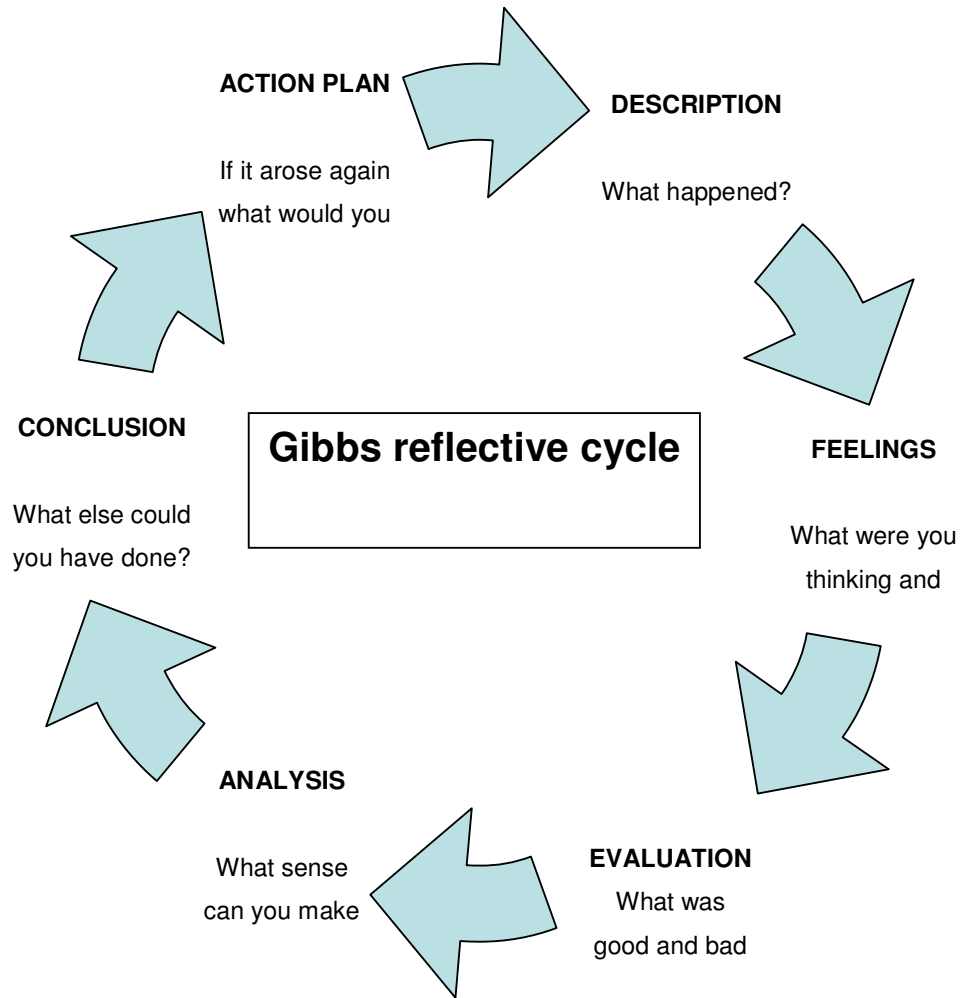 ACTION PLAN
If it arose again
what would you
DESCRIPTION
What happened?
FEELINGS
What were you
thinking and
EVALUATION
What was
good and bad
ANALYSIS
What sense
can you make
CONCLUSION
What else could
you have done?
Gibbs reflective cycle